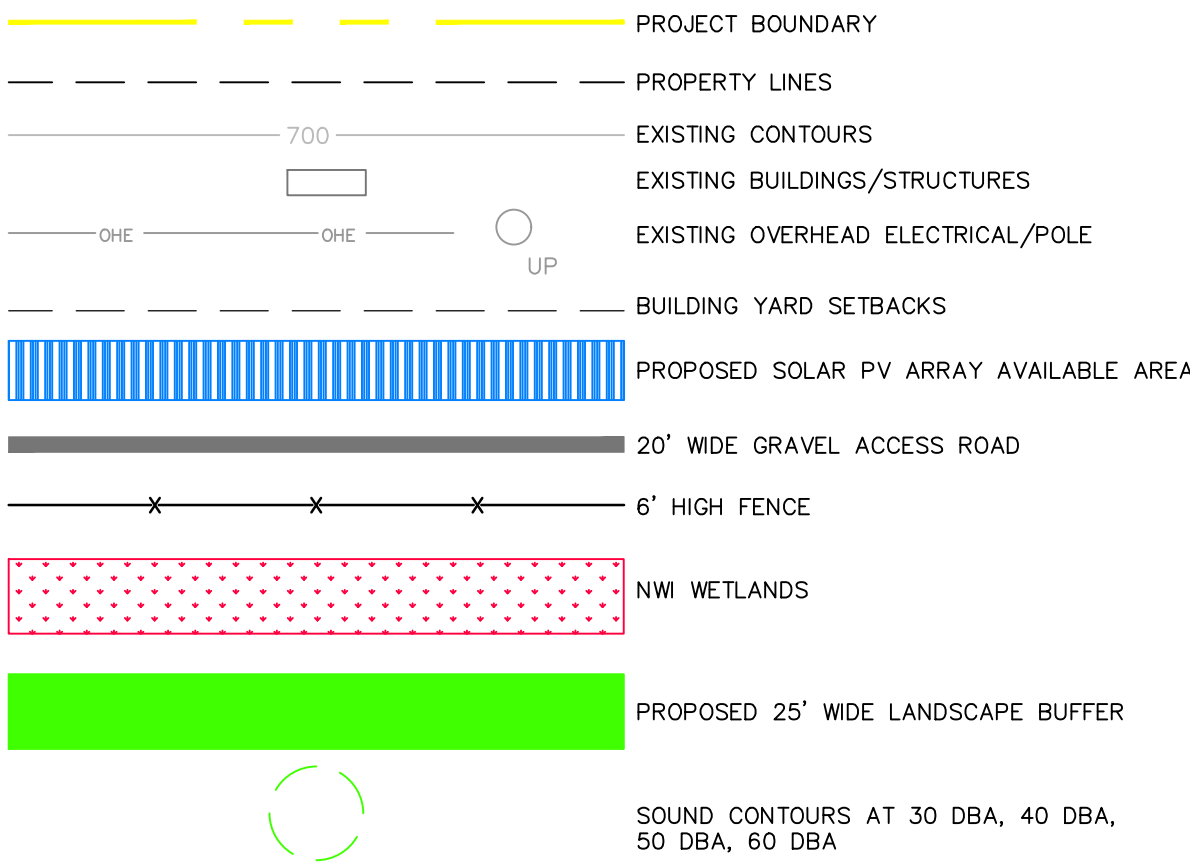 PROJECT BOUNDARY
PROPERTY LINES
700
EXISTING CONTOURS
EXISTING BUILDINGS/STRUCTURES
OHE OHE
EXISTING OVERHEAD ELECTRICAL/POLE
UP
BUILDING YARD SETBACKS
PROPOSED SOLAR PV ARRAY AVAILABLE AREA
20' WIDE GRAVEL ACCESS ROAD
6' HIGH FENCE
NWI WETLANDS
PROPOSED 25' WIDE LANDSCAPE BUFFER
SOUND CONTOURS AT 30 DBA, 40 DBA,
50 DBA, 60 DBA